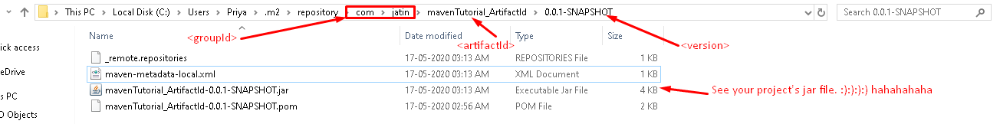 This PC > Local Disk (C:) > Users > Priya > .m2 > repository > com > jatin > mavenTutorial_ArtifactId > 0.0.1-SNAPSHOT
Search 0.0.1-SNAPSHOT
<groupId>
<artifactId>
<version>
Name Date modified Type Size
ick access
_remote.repositories 17-05-2020 03:13 AM REPOSITORIES File 1 KB
eDrive
maven-metadata-local.xml 17-05-2020 03:13 AM XML Document 1 KB
is PC
mavenTutorial_ArtifactId-0.0.1-SNAPSHOT.jar 17-05-2020 03:13 AM Executable Jar File 4 KB
See your project's jar file. :):):):) hahahahaha
mavenTutorial_ArtifactId-0.0.1-SNAPSHOT.pom 17-05-2020 02:56 AM POM File 2 KB
D Objects